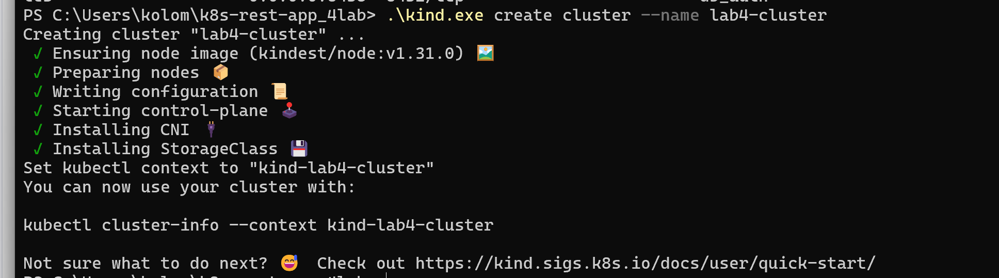 PS C:\Users\kolom\k8s-rest-app_4lab> .\kind.exe create cluster --name lab4-cluster
Creating cluster "lab4-cluster" ...
✓ Ensuring node image (kindest/node:v1.31.0) 🖼
✓ Preparing nodes 📦
✓ Writing configuration 📜
✓ Starting control-plane 🕹
✓ Installing CNI 🔌
✓ Installing StorageClass 💾
Set kubectl context to "kind-lab4-cluster"
You can now use your cluster with:
kubectl cluster-info --context kind-lab4-cluster
Not sure what to do next? 😅 Check out https://kind.sigs.k8s.io/docs/user/quick-start/